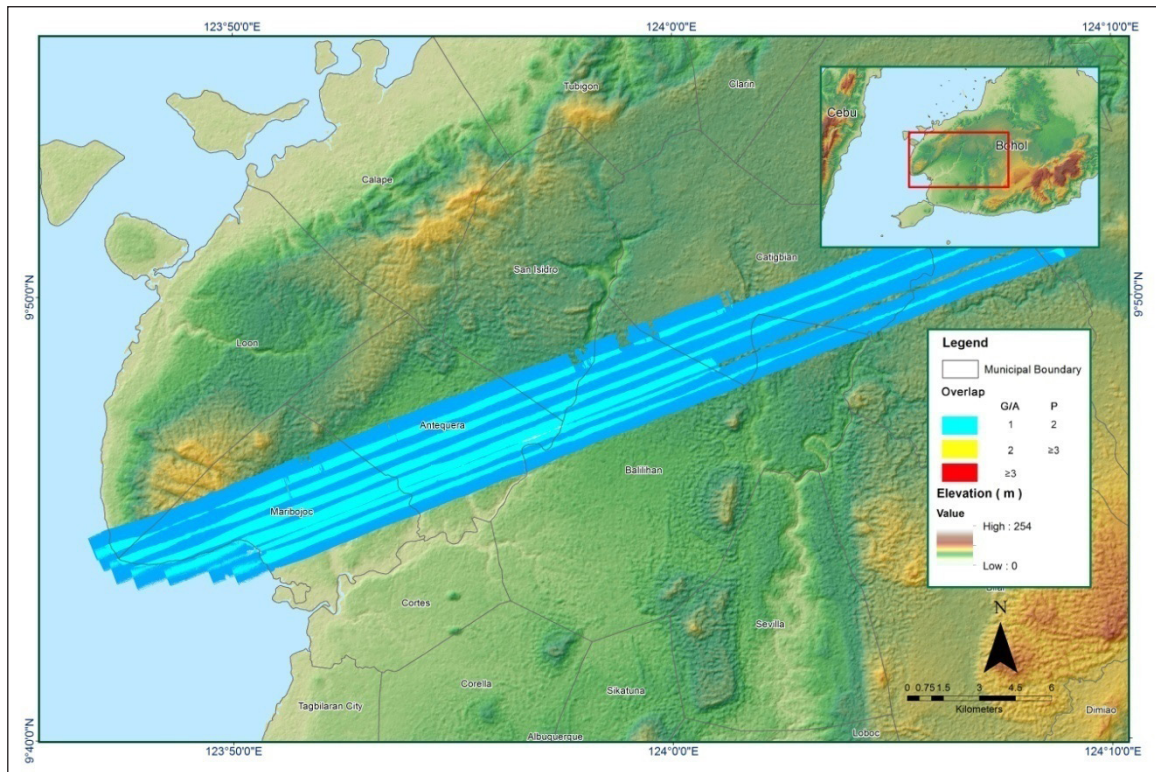 123°50'0"E
124°0'0"E
124°10'0"E
Tubigon
Clarin
Cebu
Bohol
Calape
San Isidro
Catigbian
9°50'0"N
9°50'0"N
Loon
Legend
Municipal Boundary
Overlap
G/A P
1 2
2 ≥3
≥3
Elevation ( m )
Value
High : 254
Low : 0
Antequera
Balilihan
Maribojoc
N
Cortes
Sevilla
0 0.75 1.5 3 4.5 6
Kilometers
Corella
Sikatuna
Tagbilaran City
Dimiao
Alburquerque
Loboc
9°40'0"N
123°50'0"E
124°0'0"E
124°10'0"E